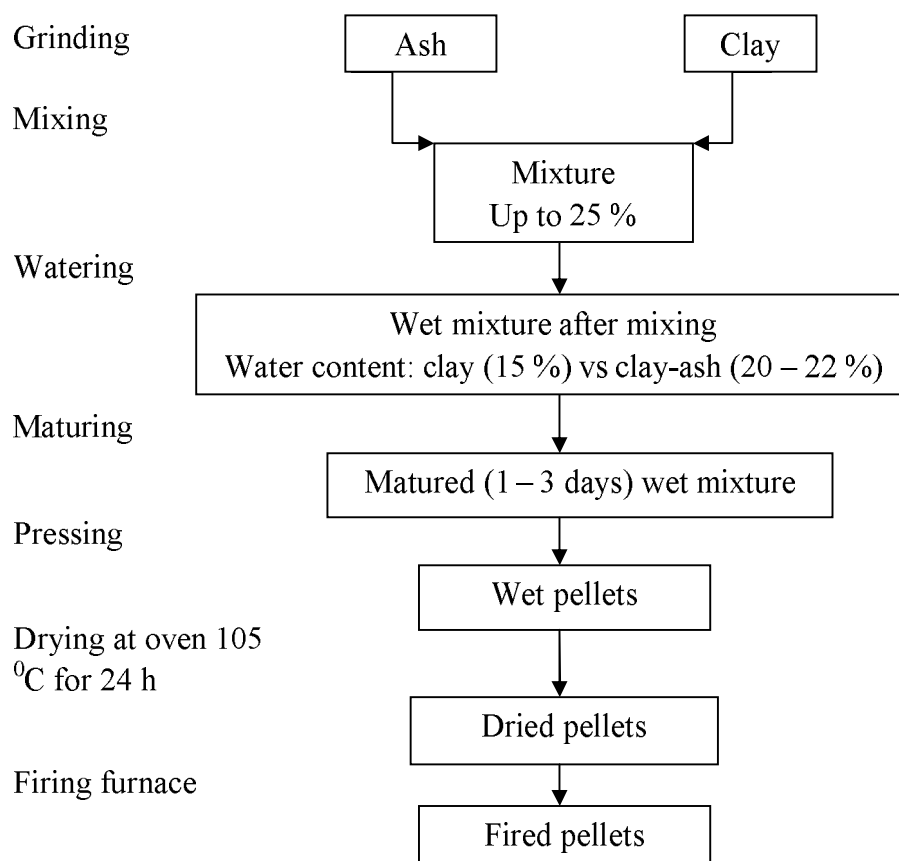 Grinding
Ash
Clay
Mixing
Mixture
Up to 25 %
Watering
Wet mixture after mixing
Water content: clay (15 %) vs clay-ash (20 – 22 %)
Maturing
Matured (1 – 3 days) wet mixture
Pressing
Wet pellets
Drying at oven 105
⁰C for 24 h
Dried pellets
Firing furnace
Fired pellets